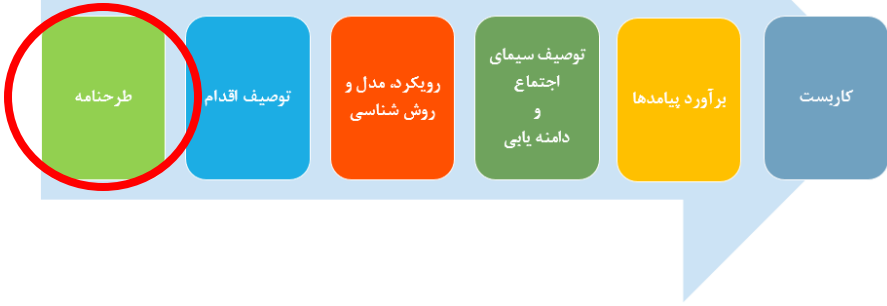 طرحنامه
توصیف اقدام
رویکرد، مدل و
روش شناسی
توصیف سیمای
اجتماع
و
دامنه یابی
برآورد پیامدها
کاربست